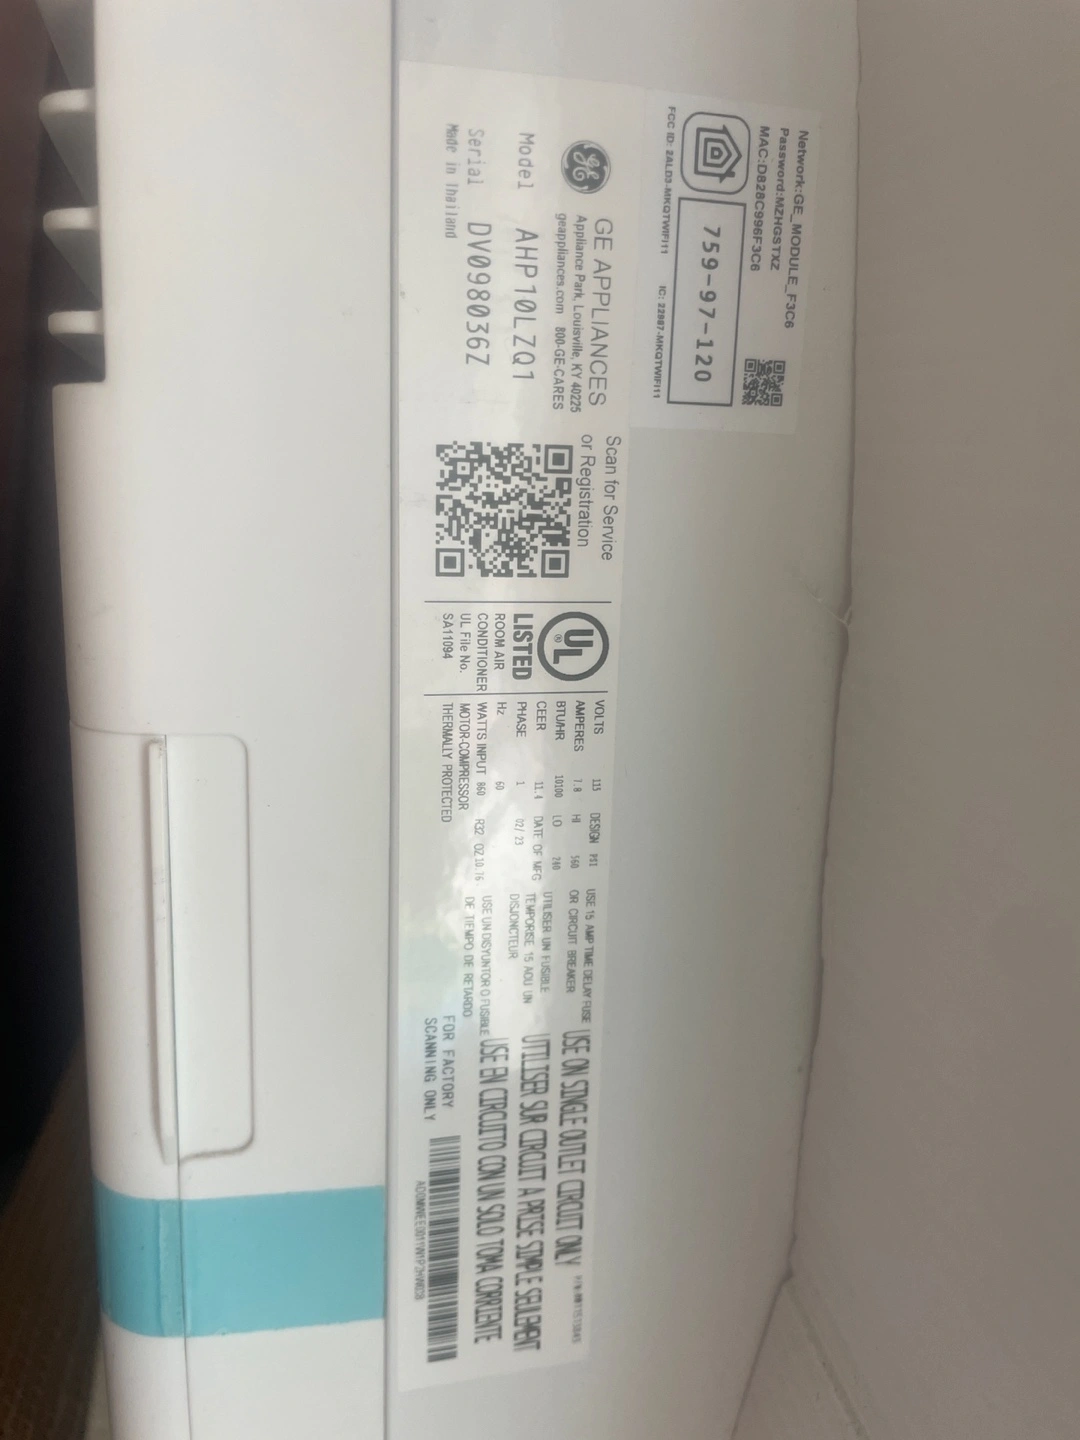 Network:GE_MODULE_F3C6
Password:MZHGSTXZ
MAC:D828C996F3C6
759-97-120
FCC ID: 2ALD3-MKQTWIFI11 IC: 22987-MKQTWIFI11
GE
GE APPLIANCES
Appliance Park, Louisville, KY 40225
geappliances.com 800-GE-CARES
Model AHP10LZQ1
Serial DV098036Z
Made in Thailand
Scan for Service
or Registration
UL
®
LISTED
ROOM AIR
CONDITIONER
UL File No.
SA11094
VOLTS 115 DESIGN PSI
AMPERES 7.8 HI 560
BTU/HR 10100 LO 240
CEER 11.4 DATE OF MFG
PHASE 1 02/ 23
Hz 60
WATTS INPUT 860 R32 02.10.16.
MOTOR-COMPRESSOR
THERMALLY PROTECTED
USE 15 AMP TIME DELAY FUSE
OR CIRCUIT BREAKER
UTILISER UN FUSIBLE
TEMPORISE 15 AOU UN
DISJONCTEUR
USE UN DISYUNTOR O FUSIBLE
DE TIEMPO DE RETARDO
USE ON SINGLE OUTLET CIRCUIT ONLY
UTILISER SUR CIRCUIT A PRISE SIMPLE SEULEMENT
USE EN CIRCUITO CON UN SOLO TOMA CORRIENTE
FOR FACTORY
SCANNING ONLY